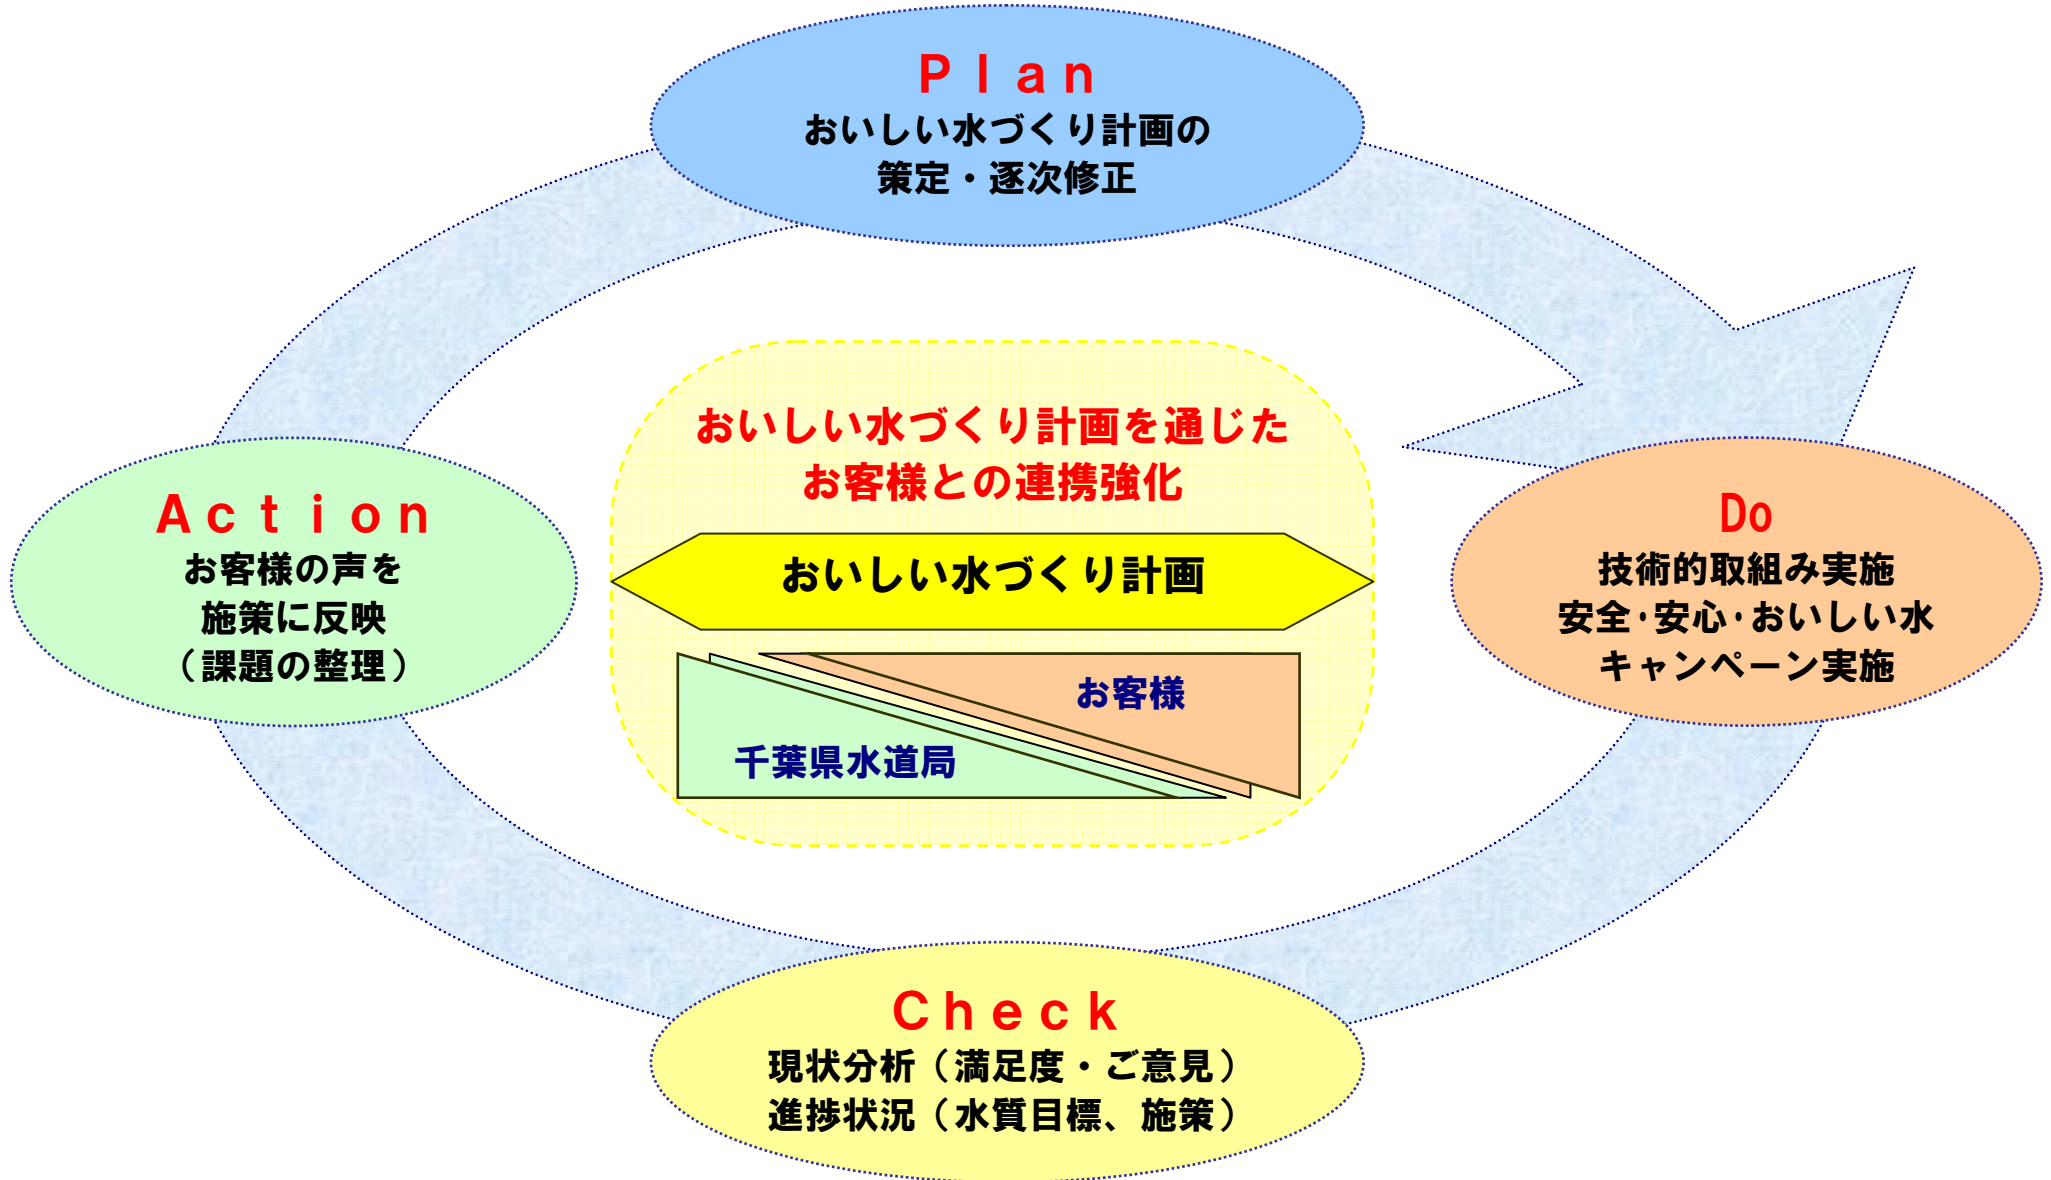 Ｐｌａｎ
おいしい水づくり計画の
策定・逐次修正
おいしい水づくり計画を通じた
お客様との連携強化
おいしい水づくり計画
お客様
千葉県水道局
Ａｃｔｉｏｎ
お客様の声を
施策に反映
（課題の整理）
Do
技術的取組み実施
安全･安心･おいしい水
キャンペーン実施
Ｃｈｅｃｋ
現状分析（満足度・ご意見）
進捗状況（水質目標、施策）